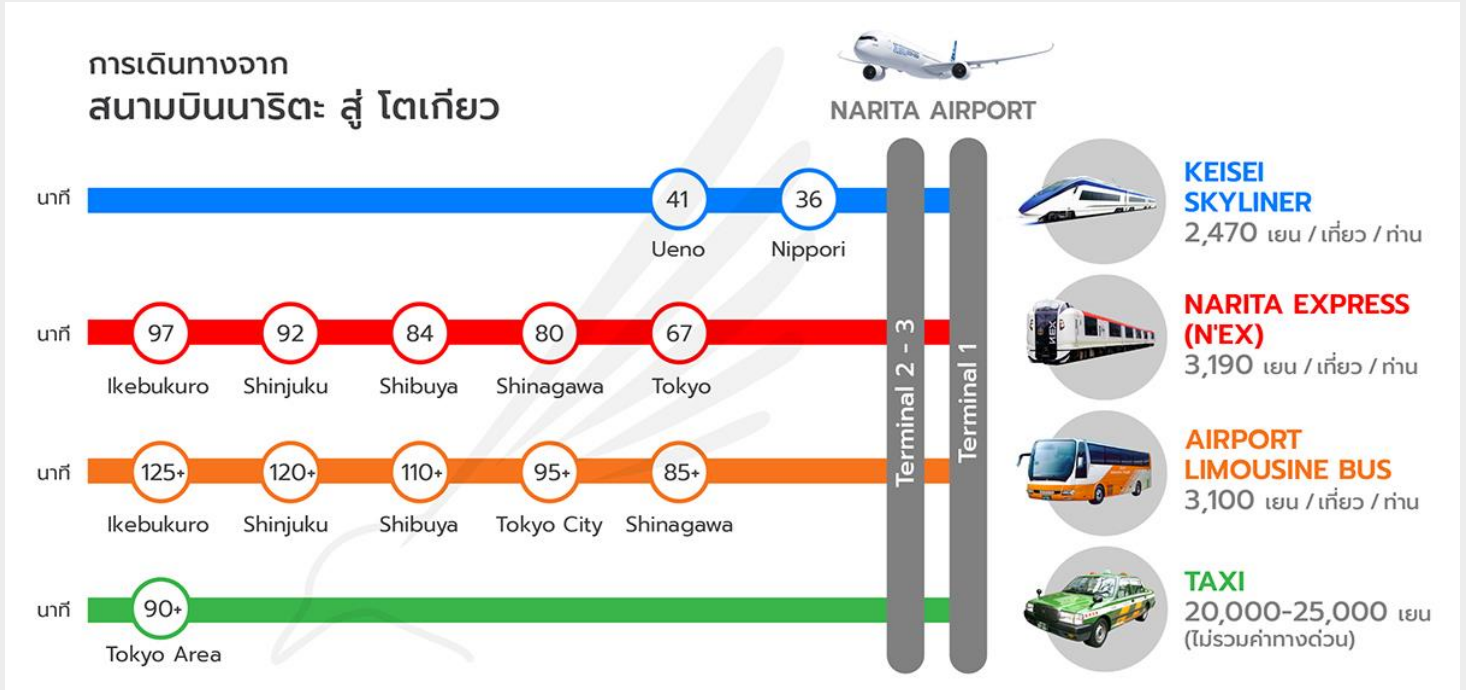 การเดินทางจาก
สนามบินนาริตะ สู่ โตเกียว
NARITA AIRPORT
Terminal 2 - 3
Terminal 1
นาที
41
36
Ueno
Nippori
KEISEI
SKYLINER
2,470 เยน / เที่ยว / ท่าน
นาที
97
92
84
80
67
Ikebukuro
Shinjuku
Shibuya
Shinagawa
Tokyo
NARITA EXPRESS
(N'EX)
3,190 เยน / เที่ยว / ท่าน
นาที
125+
120+
110+
95+
85+
Ikebukuro
Shinjuku
Shibuya
Tokyo City
Shinagawa
AIRPORT
LIMOUSINE BUS
3,100 เยน / เที่ยว / ท่าน
นาที
90+
Tokyo Area
TAXI
20,000-25,000 เยน
(ไม่รวมค่าทางด่วน)